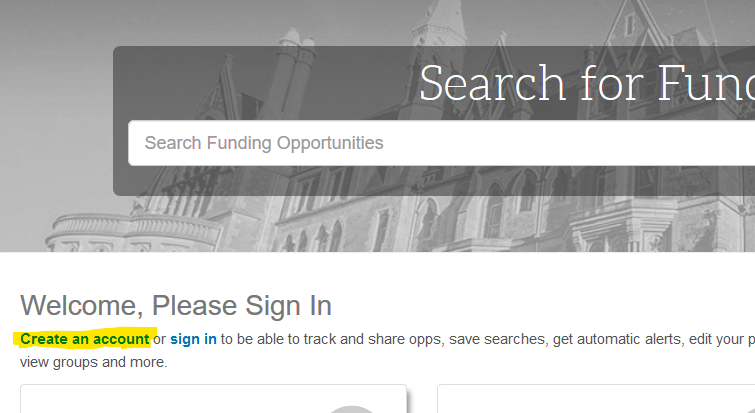 Search for Fund
Search Funding Opportunities
Welcome, Please Sign In
Create an account or sign in to be able to track and share opps, save searches, get automatic alerts, edit your p
view groups and more.